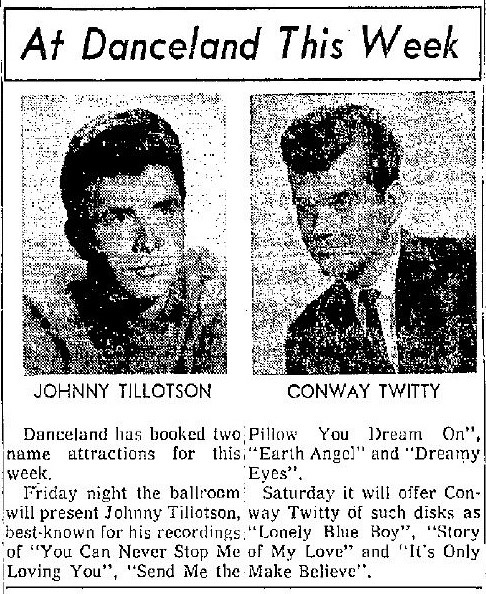 At Danceland This Week
JOHNNY TILLOTSON
CONWAY TWITTY
Danceland has booked two
name attractions for this
week.
Friday night the ballroom
will present Johnny Tillotson,
best-known for his recordings
of "You Can Never Stop Me
Loving You", "Send Me the
Pillow You Dream On",
"Earth Angel" and "Dreamy
Eyes".
Saturday it will offer Con-
way Twitty of such disks as
"Lonely Blue Boy", "Story
of My Love" and "It's Only
Make Believe".